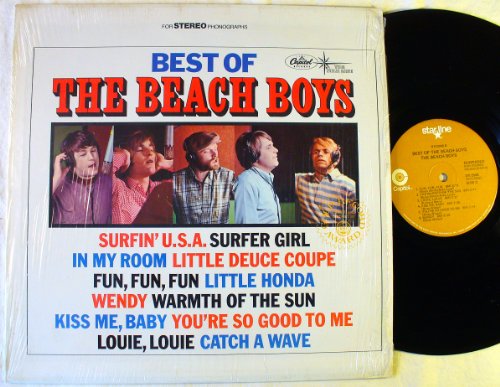 FOR STEREO PHONOGRAPHS
BEST OF
Capitol
THE BEACH BOYS
SURFIN' U.S.A. SURFER GIRL
IN MY ROOM LITTLE DEUCE COUPE
FUN, FUN, FUN LITTLE HONDA
WENDY WARMTH OF THE SUN
KISS ME, BABY YOU'RE SO GOOD TO ME
LOUIE, LOUIE CATCH A WAVE
starline
BEST OF THE BEACH BOYS
THE BEACH BOYS
Capitol